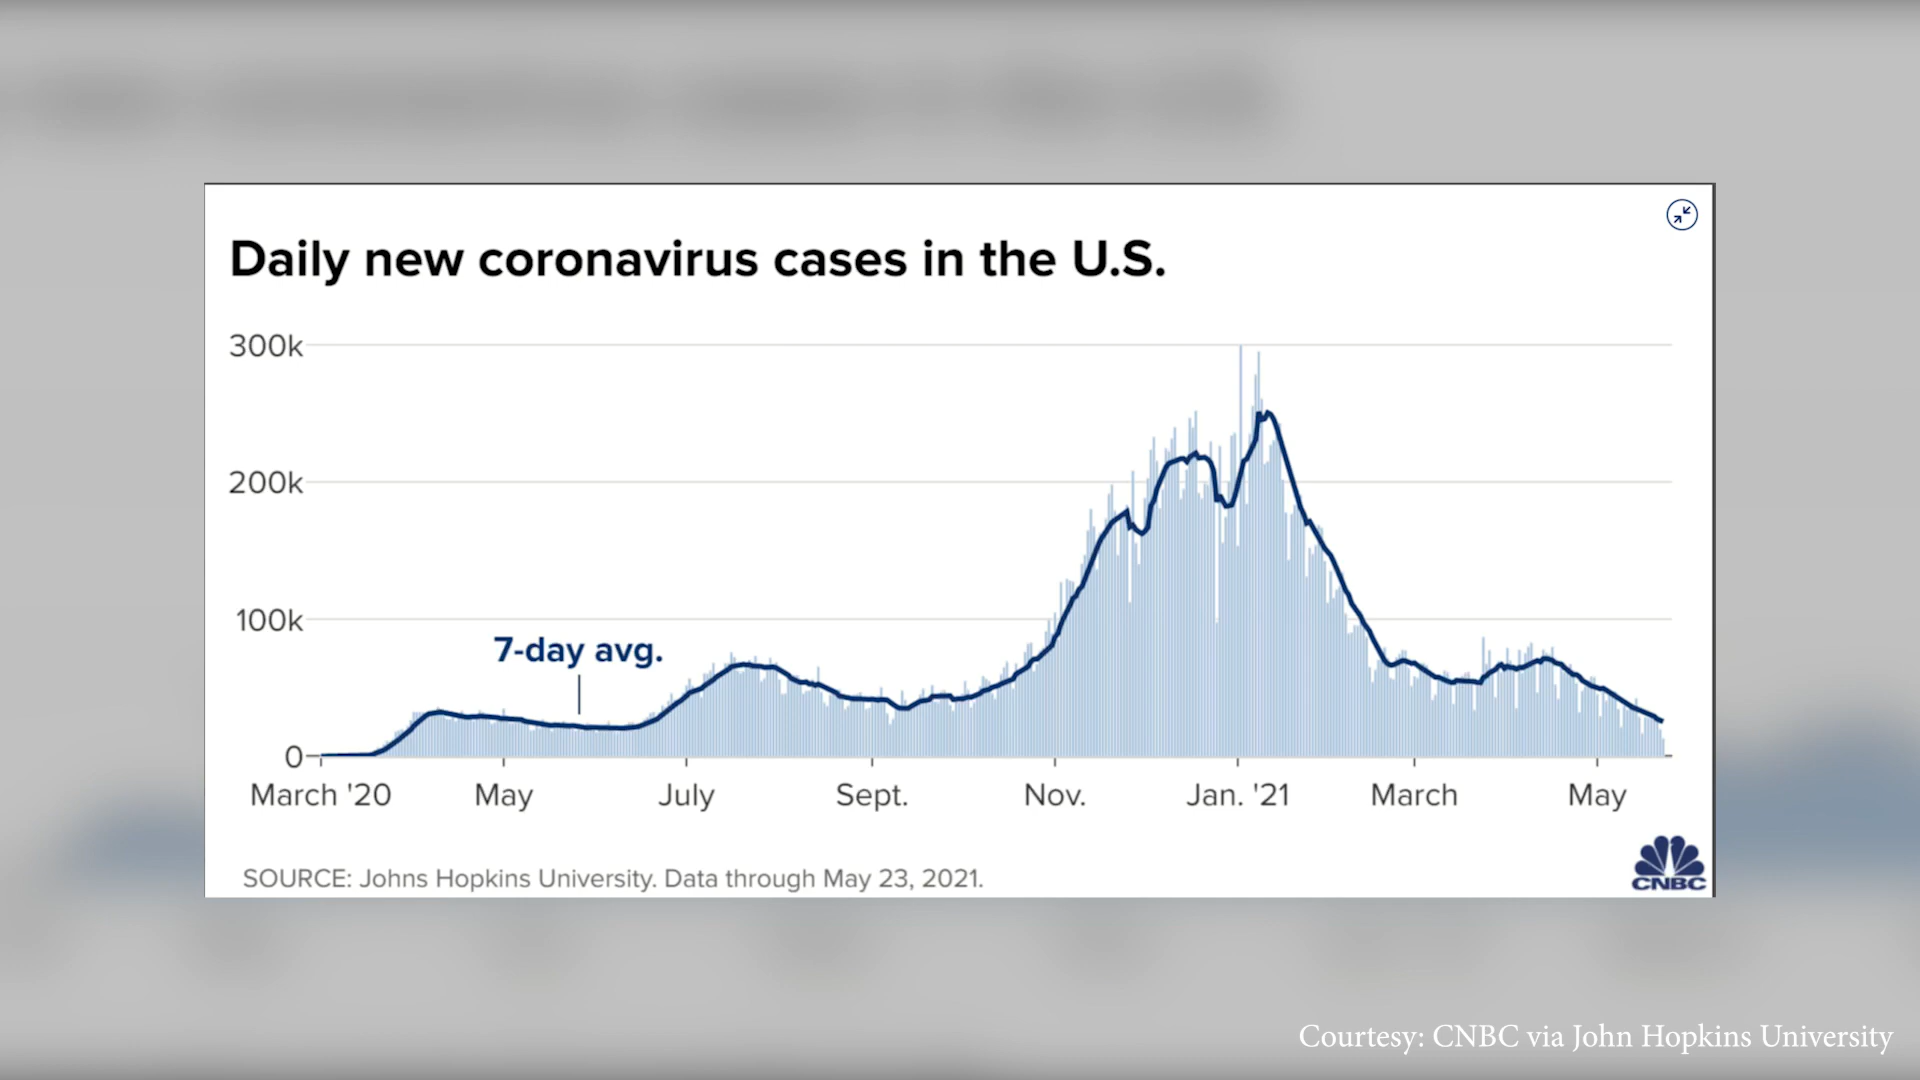 Daily new coronavirus cases in the U.S.
300k
200k
100k
7-day avg.
0
March '20 May July Sept. Nov. Jan. '21 March May
SOURCE: Johns Hopkins University. Data through May 23, 2021.
CNBC
Courtesy: CNBC via John Hopkins University